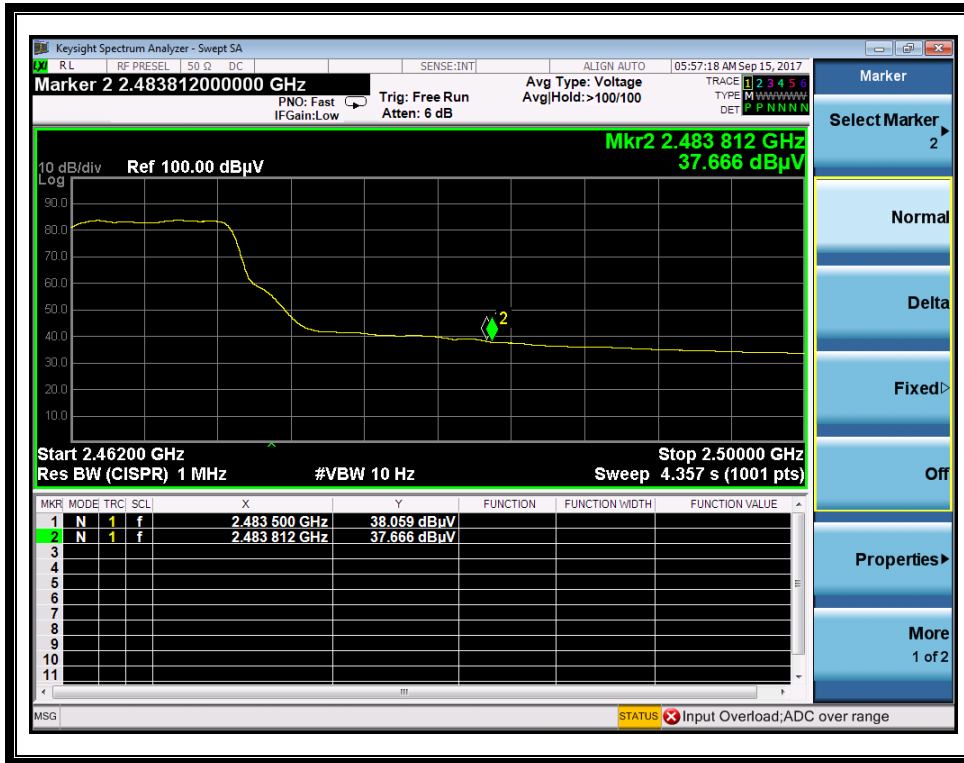 Keysight Spectrum Analyzer - Swept SA
LXI RL RF PRESEL 50 Ω DC SENSE:INT ALIGN AUTO 05:57:18 AM Sep 15, 2017
Marker 2 2.483812000000 GHz
PNO: Fast
IFGain:Low
Trig: Free Run
Atten: 6 dB
Avg Type: Voltage
Avg|Hold:>100/100
TRACE 1 2 3 4 5 6
TYPE M WWWWW
DET P P N N N N
Mkr2 2.483 812 GHz
37.666 dBµV
10 dB/div Ref 100.00 dBµV
Log
90.0
80.0
70.0
60.0
50.0
40.0
30.0
20.0
10.0
2
Start 2.46200 GHz Stop 2.50000 GHz
Res BW (CISPR) 1 MHz #VBW 10 Hz Sweep 4.357 s (1001 pts)
MKR MODE TRC SCL X Y FUNCTION FUNCTION WIDTH FUNCTION VALUE
1 N 1 f 2.483 500 GHz 38.059 dBµV
2 N 1 f 2.483 812 GHz 37.666 dBµV
3
4
5
6
7
8
9
10
11
MSG STATUS Input Overload;ADC over range
Marker
Select Marker
2
Normal
Delta
Fixed
Off
Properties
More
1 of 2